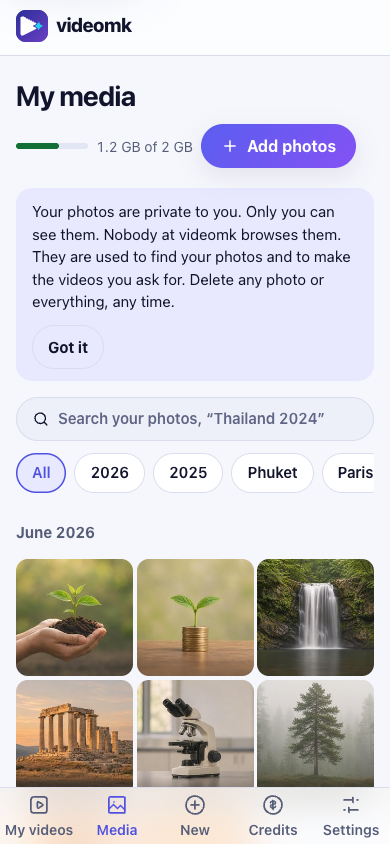 videomk
My media
1.2 GB of 2 GB
Add photos
Your photos are private to you. Only you can
see them. Nobody at videomk browses them.
They are used to find your photos and to make
the videos you ask for. Delete any photo or
everything, any time.
Got it
Search your photos, “Thailand 2024”
All 2026 2025 Phuket Paris
June 2026
My videos Media New Credits Settings